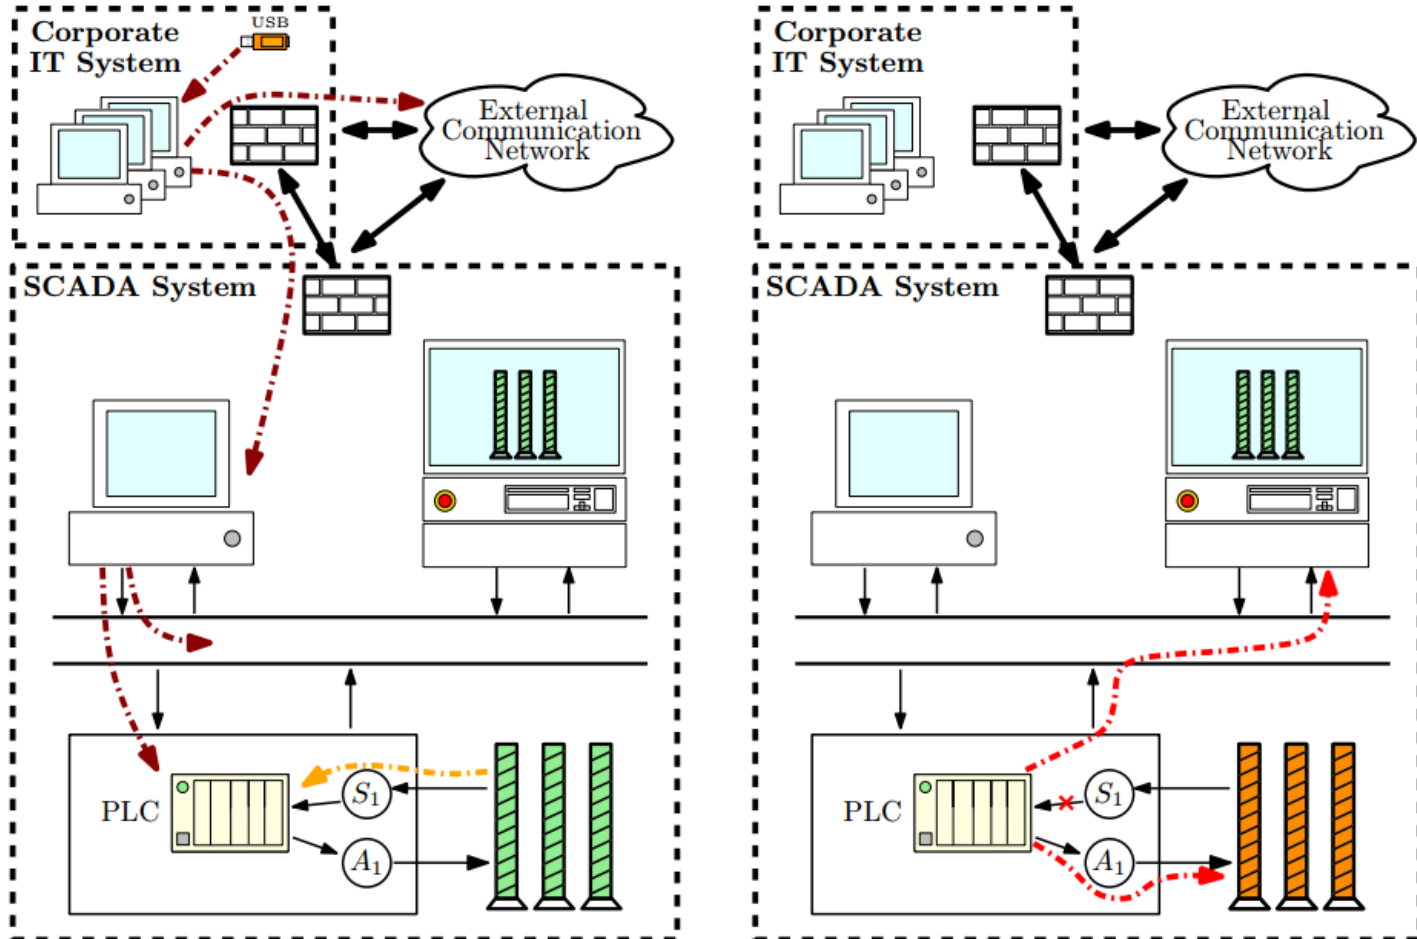 Corporate
IT System
USB
External
Communication
Network
SCADA System
PLC
S1
A1
Corporate
IT System
External
Communication
Network
SCADA System
PLC
S1
A1